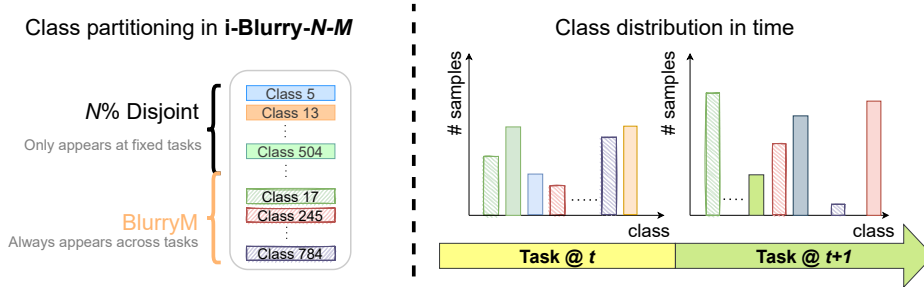 Class partitioning in i-Blurry-N-M
N% Disjoint
Only appears at fixed tasks
BlurryM
Always appears across tasks
Class 5
Class 13
Class 504
Class 17
Class 245
Class 784
Class distribution in time
# samples
class
# samples
class
Task @ t
Task @ t+1